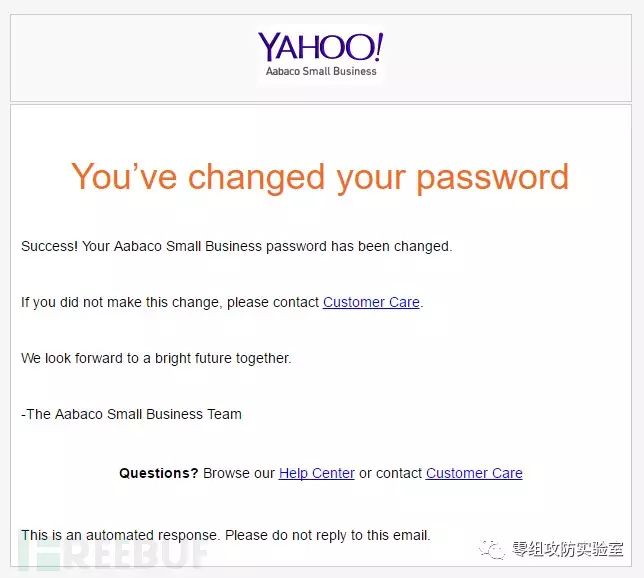 YAHOO!
Aabaco Small Business
You've changed your password
Success! Your Aabaco Small Business password has been changed.
If you did not make this change, please contact Customer Care.
We look forward to a bright future together.
-The Aabaco Small Business Team
Questions? Browse our Help Center or contact Customer Care
This is an automated response. Please do not reply to this email.
FREEBUF
零组攻防实验室